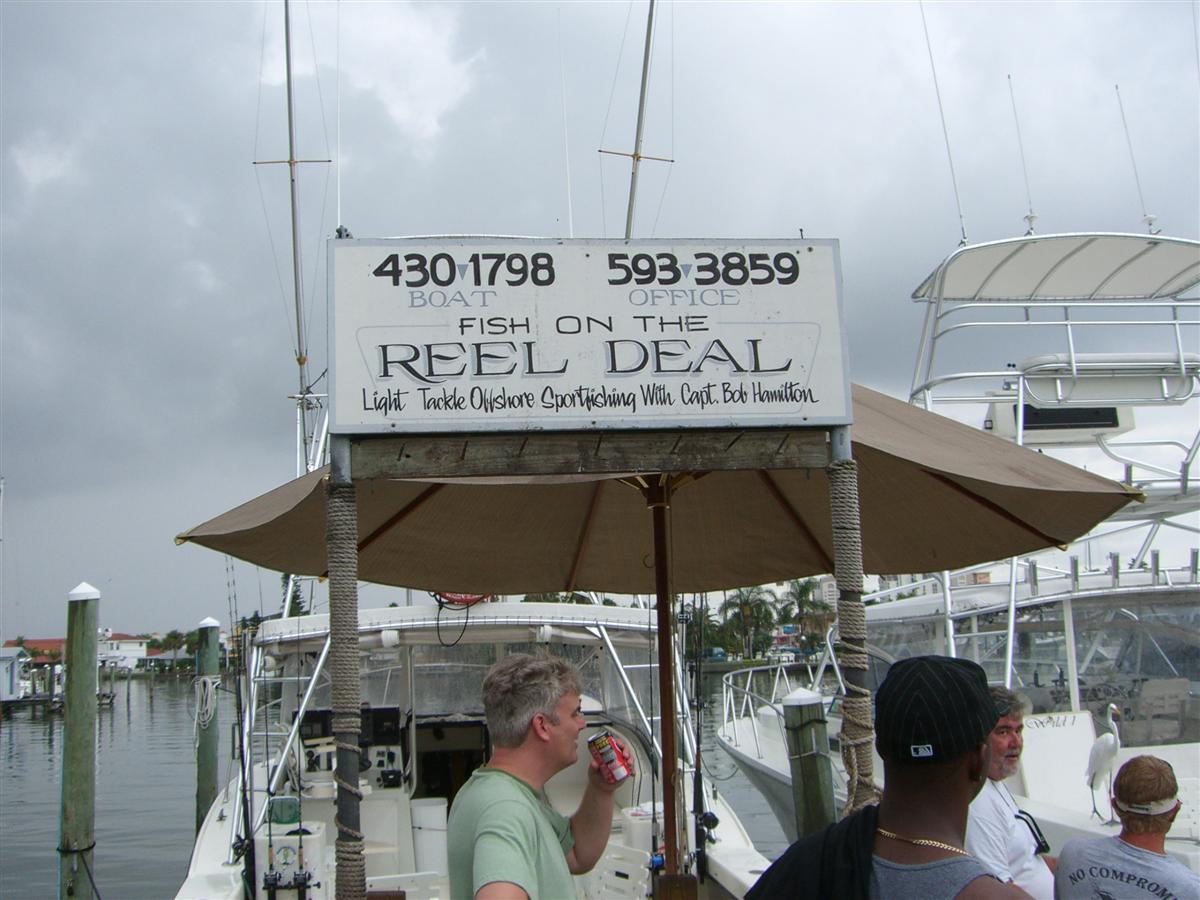 430▾1798 593▾3859
BOAT OFFICE
FISH ON THE
REEL DEAL
Light Tackle Offshore Sportfishing With Capt. Bob Hamilton
NO COMPROM